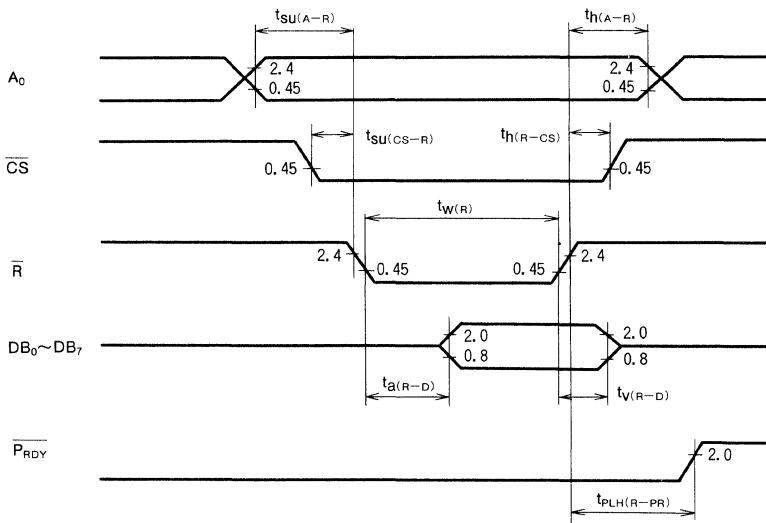 tsu(A-R)
th(A-R)
A0
2.4
0.45
2.4
0.45
tsu(CS-R)
th(R-CS)
CS
0.45
0.45
tW(R)
R
2.4
0.45
0.45
2.4
DB0~DB7
2.0
0.8
2.0
0.8
ta(R-D)
tV(R-D)
PRDY
2.0
tPLH(R-PR)